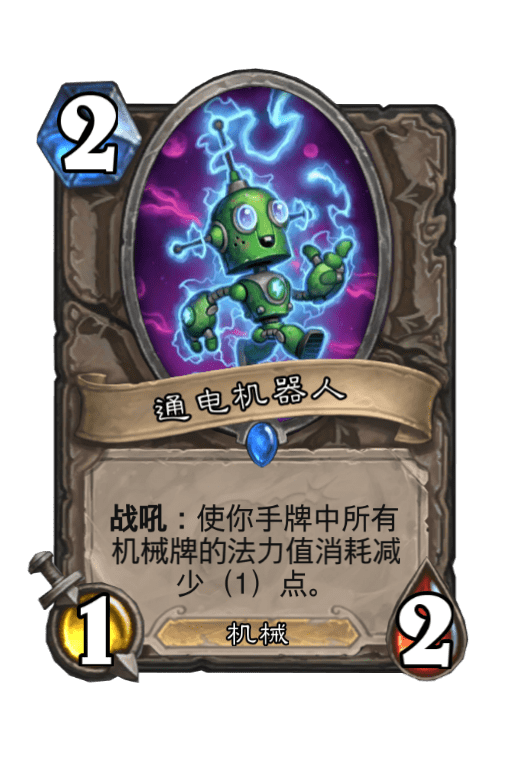 2
通电机器人
战吼：使你手牌中所有
机械牌的法力值消耗减
少（1）点。
1
机械
2